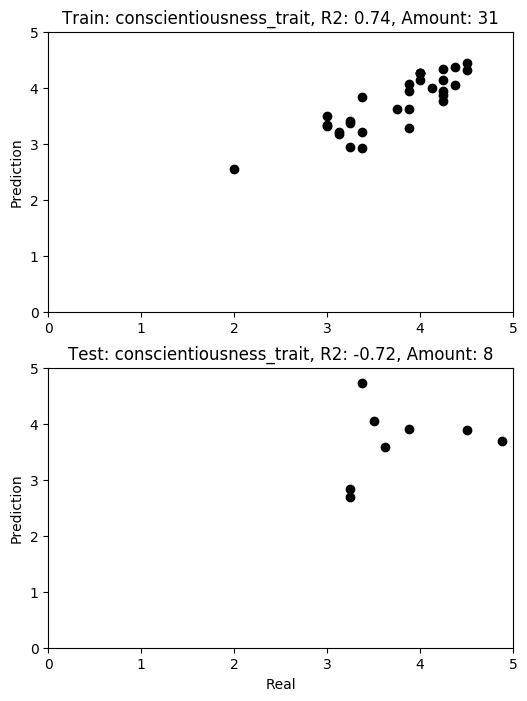 Train: conscientiousness_trait, R2: 0.74, Amount: 31
5
4
3
2
1
0
Prediction
0 1 2 3 4 5
Test: conscientiousness_trait, R2: -0.72, Amount: 8
5
4
3
2
1
0
Prediction
0 1 2 3 4 5
Real